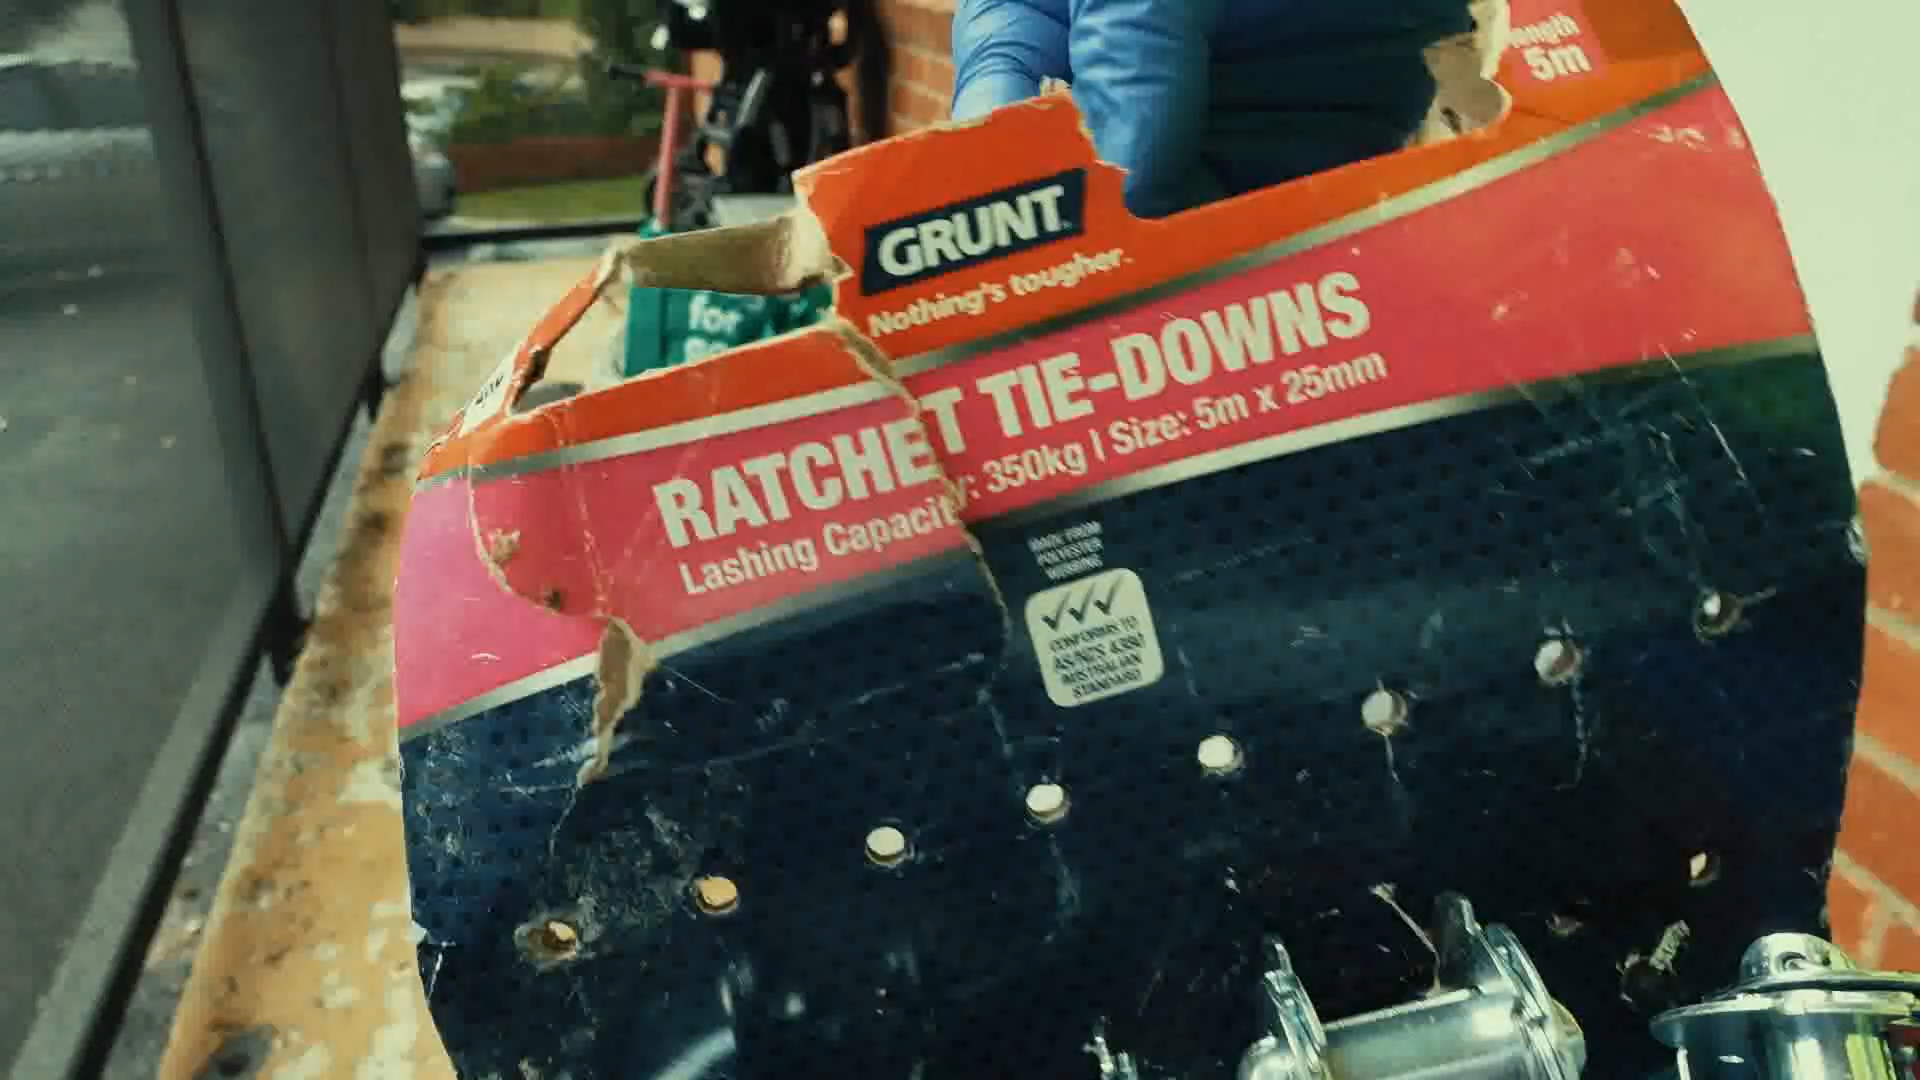 length
5m
GRUNT
Nothing's tougher.
RATCHET TIE-DOWNS
Lashing Capacity: 350kg | Size: 5m x 25mm
MADE FROM
POLYESTER
WEBBING
CONFORMS TO
AS/NZS 4380
AUSTRALIAN
STANDARD
for